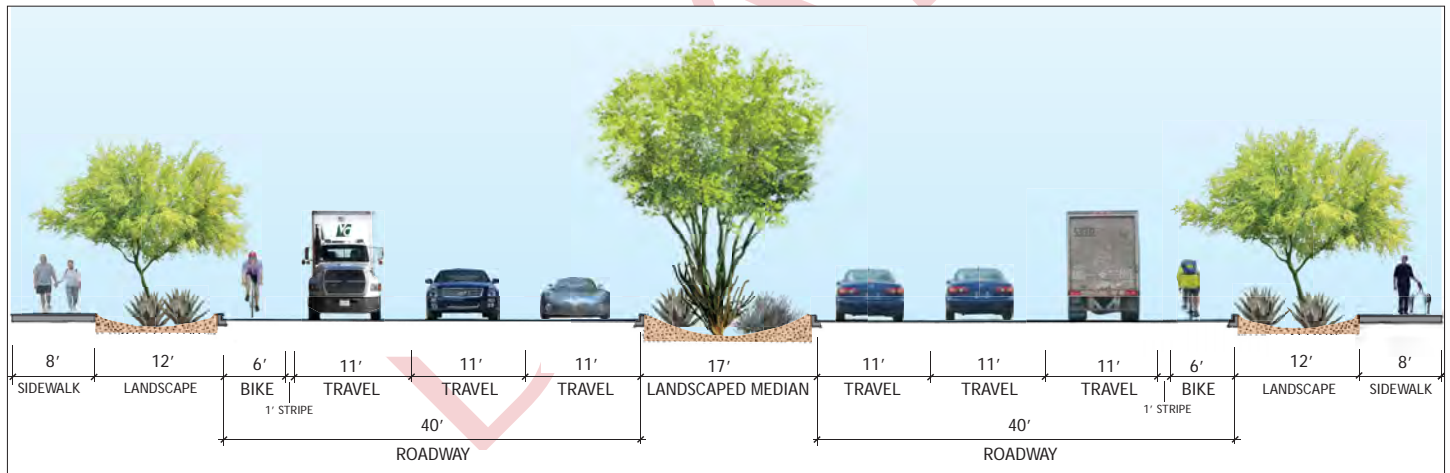 8’ 12’ 6’ 11’ 11’ 11’ 17’ 11’ 11’ 11’ 6’ 12’ 8’
SIDEWALK LANDSCAPE BIKE TRAVEL TRAVEL TRAVEL LANDSCAPED MEDIAN TRAVEL TRAVEL TRAVEL BIKE LANDSCAPE SIDEWALK
1’ STRIPE 1’ STRIPE
40’ 40’
ROADWAY ROADWAY